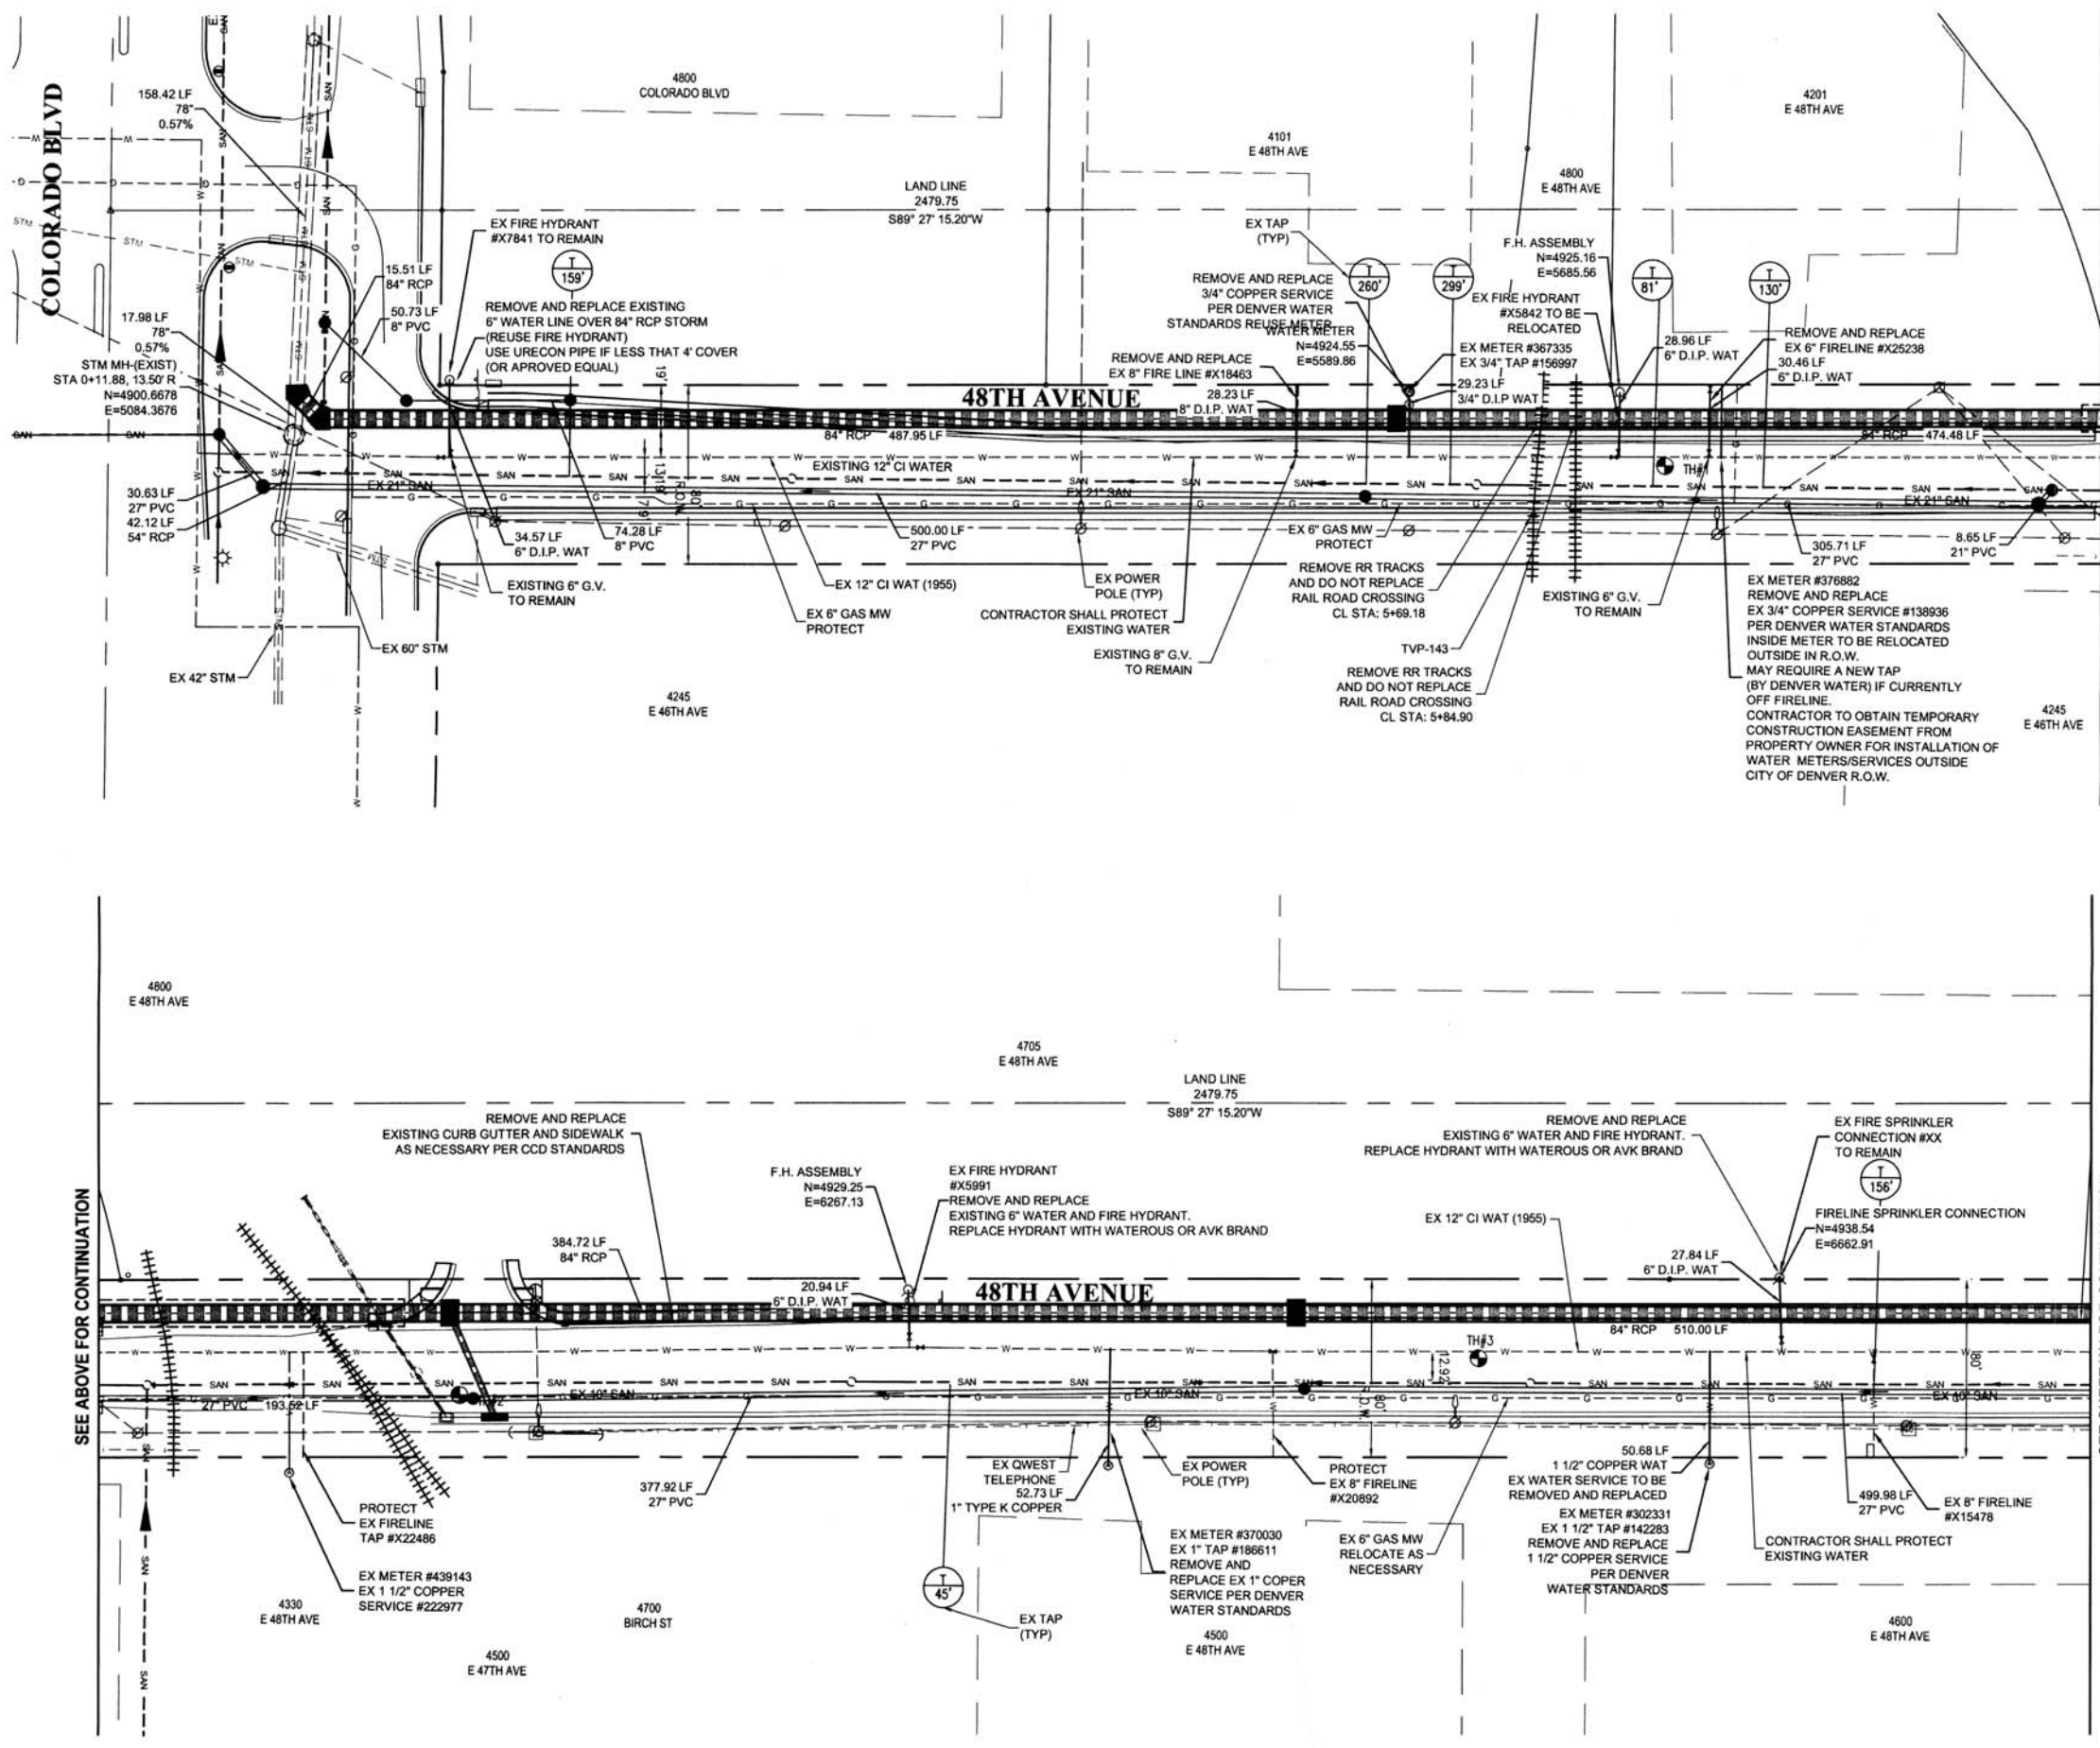 COLORADO BLVD
158.42 LF
78"
0.57%
4800
COLORADO BLVD
4101
E 48TH AVE
4201
E 48TH AVE
4800
E 48TH AVE
LAND LINE
2479.75
S89° 27' 15.20"W
STM
STM
STM
EX FIRE HYDRANT
#X7841 TO REMAIN
T
159'
15.51 LF
84" RCP
50.73 LF
8" PVC
REMOVE AND REPLACE EXISTING
6" WATER LINE OVER 84" RCP STORM
(REUSE FIRE HYDRANT)
USE URECON PIPE IF LESS THAT 4' COVER
(OR APROVED EQUAL)
17.98 LF
78"
0.57%
STM MH-(EXIST)
STA 0+11.88, 13.50' R
N=4900.6678
E=5084.3676
EX TAP
(TYP)
REMOVE AND REPLACE
3/4" COPPER SERVICE
PER DENVER WATER
STANDARDS REUSE METER
WATER METER
N=4924.55
E=5589.86
T
260'
T
299'
F.H. ASSEMBLY
N=4925.16
E=5685.56
EX FIRE HYDRANT
#X5842 TO BE
RELOCATED
T
81'
T
130'
REMOVE AND REPLACE
EX 8" FIRE LINE #X18463
28.23 LF
8" D.I.P. WAT
EX METER #367335
EX 3/4" TAP #156997
29.23 LF
3/4" D.I.P WAT
28.96 LF
6" D.I.P. WAT
REMOVE AND REPLACE
EX 6" FIRELINE #X25238
30.46 LF
6" D.I.P. WAT
19'
48TH AVENUE
84" RCP 487.95 LF
84" RCP 474.48 LF
EXISTING 12" CI WATER
TH#1
13.19'
80'
R.O.W.
7.9'
EX 21" SAN
EX 21" SAN
EX 21" SAN
SAN
30.63 LF
27" PVC
42.12 LF
54" RCP
34.57 LF
6" D.I.P. WAT
74.28 LF
8" PVC
500.00 LF
27" PVC
EX 6" GAS MW
PROTECT
305.71 LF
27" PVC
8.65 LF
21" PVC
EXISTING 6" G.V.
TO REMAIN
EX 12" CI WAT (1955)
EX 6" GAS MW
PROTECT
EX POWER
POLE (TYP)
CONTRACTOR SHALL PROTECT
EXISTING WATER
EXISTING 8" G.V.
TO REMAIN
REMOVE RR TRACKS
AND DO NOT REPLACE
RAIL ROAD CROSSING
CL STA: 5+69.18
TVP-143
REMOVE RR TRACKS
AND DO NOT REPLACE
RAIL ROAD CROSSING
CL STA: 5+84.90
EXISTING 6" G.V.
TO REMAIN
EX METER #376882
REMOVE AND REPLACE
EX 3/4" COPPER SERVICE #138936
PER DENVER WATER STANDARDS
INSIDE METER TO BE RELOCATED
OUTSIDE IN R.O.W.
MAY REQUIRE A NEW TAP
(BY DENVER WATER) IF CURRENTLY
OFF FIRELINE.
CONTRACTOR TO OBTAIN TEMPORARY
CONSTRUCTION EASEMENT FROM
PROPERTY OWNER FOR INSTALLATION OF
WATER METERS/SERVICES OUTSIDE
CITY OF DENVER R.O.W.
EX 60" STM
EX 42" STM
4245
E 46TH AVE
4245
E 46TH AVE
4800
E 48TH AVE
4705
E 48TH AVE
LAND LINE
2479.75
S89° 27' 15.20"W
SEE ABOVE FOR CONTINUATION
REMOVE AND REPLACE
EXISTING CURB GUTTER AND SIDEWALK
AS NECESSARY PER CCD STANDARDS
F.H. ASSEMBLY
N=4929.25
E=6267.13
EX FIRE HYDRANT
#X5991
REMOVE AND REPLACE
EXISTING 6" WATER AND FIRE HYDRANT.
REPLACE HYDRANT WITH WATEROUS OR AVK BRAND
REMOVE AND REPLACE
EXISTING 6" WATER AND FIRE HYDRANT.
REPLACE HYDRANT WITH WATEROUS OR AVK BRAND
EX FIRE SPRINKLER
CONNECTION #XX
TO REMAIN
T
156'
EX 12" CI WAT (1955)
FIRELINE SPRINKLER CONNECTION
N=4938.54
E=6662.91
384.72 LF
84" RCP
20.94 LF
6" D.I.P. WAT
48TH AVENUE
27.84 LF
6" D.I.P. WAT
84" RCP 510.00 LF
TH#3
12.92'
80'
R.O.W.
80'
EX 10" SAN
EX 10" SAN
EX 10" SAN
27" PVC 193.52 LF
377.92 LF
27" PVC
PROTECT
EX FIRELINE
TAP #X22486
EX METER #439143
EX 1 1/2" COPPER
SERVICE #222977
EX QWEST
TELEPHONE
52.73 LF
1" TYPE K COPPER
EX POWER
POLE (TYP)
PROTECT
EX 8" FIRELINE
#X20892
50.68 LF
1 1/2" COPPER WAT
EX WATER SERVICE TO BE
REMOVED AND REPLACED
EX METER #302331
EX 1 1/2" TAP #142283
REMOVE AND REPLACE
1 1/2" COPPER SERVICE
PER DENVER
WATER STANDARDS
499.98 LF
27" PVC
EX 8" FIRELINE
#X15478
CONTRACTOR SHALL PROTECT
EXISTING WATER
EX METER #370030
EX 1" TAP #186611
REMOVE AND
REPLACE EX 1" COPER
SERVICE PER DENVER
WATER STANDARDS
EX 6" GAS MW
RELOCATE AS
NECESSARY
T
45'
EX TAP
(TYP)
4330
E 48TH AVE
4700
BIRCH ST
4500
E 47TH AVE
4500
E 48TH AVE
4600
E 48TH AVE